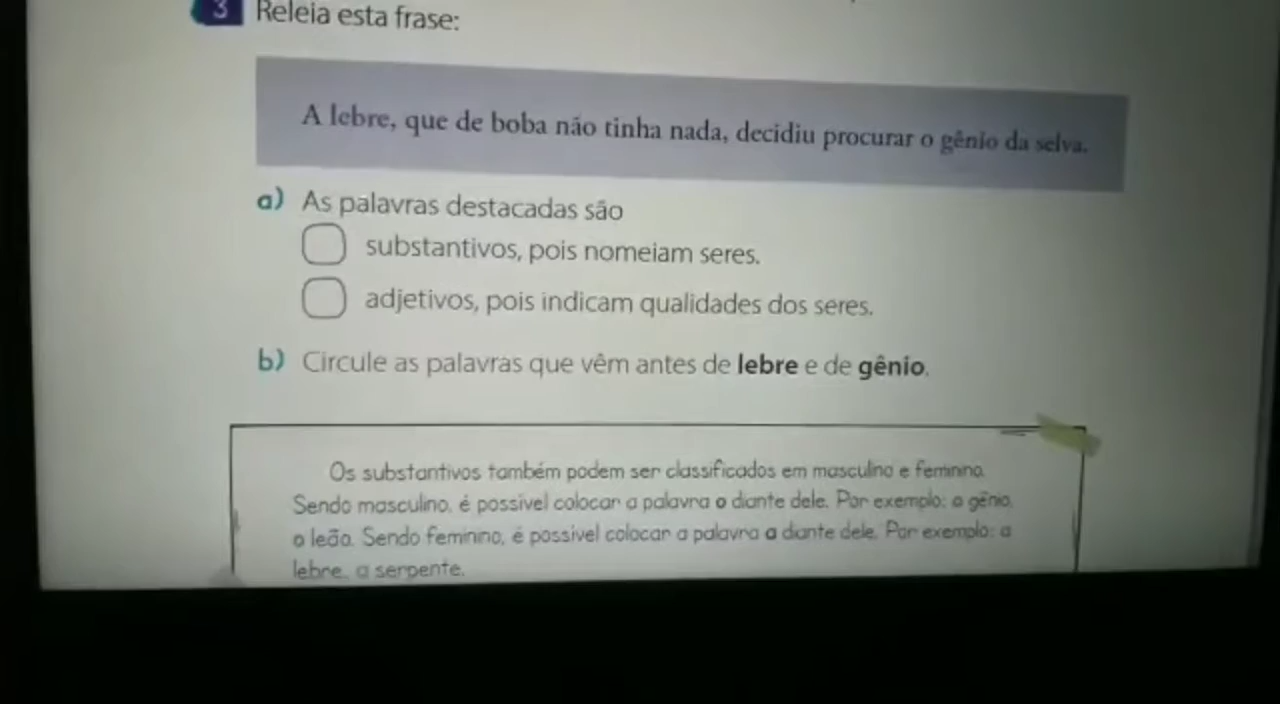 3 Releia esta frase:
A lebre, que de boba não tinha nada, decidiu procurar o gênio da selva.
a) As palavras destacadas são
substantivos, pois nomeiam seres.
adjetivos, pois indicam qualidades dos seres.
b) Circule as palavras que vêm antes de lebre e de gênio.
Os substantivos também podem ser classificados em masculino e feminino.
Sendo masculino, é possível colocar a palavra o diante dele. Por exemplo: o gênio,
o leão. Sendo feminino, é possível colocar a palavra a diante dele. Por exemplo: a
lebre, a serpente.